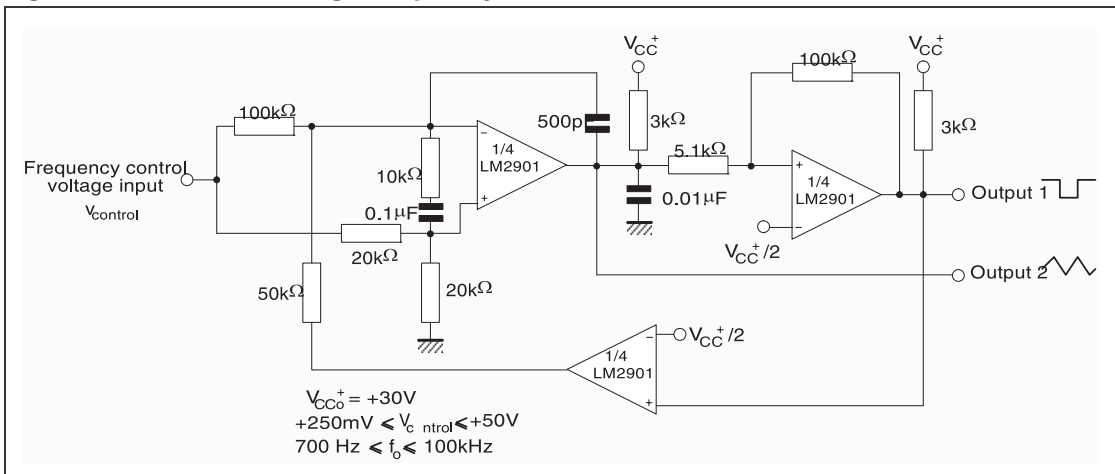 V CC +
V CC +
100kΩ
100kΩ
500p
3kΩ
3kΩ
1/4
LM2901
5.1kΩ
10kΩ
1/4
LM2901
Frequency control
voltage input
Vcontrol
Output 1
0.1µF
0.01µF
VCC+/2
20kΩ
Output 2
50kΩ
20kΩ
VCC+/2
1/4
LM2901
VCCo+ = +30V
+250mV ⩽ Vc ntrol ⩽ +50V
700 Hz ⩽ fo ⩽ 100kHz